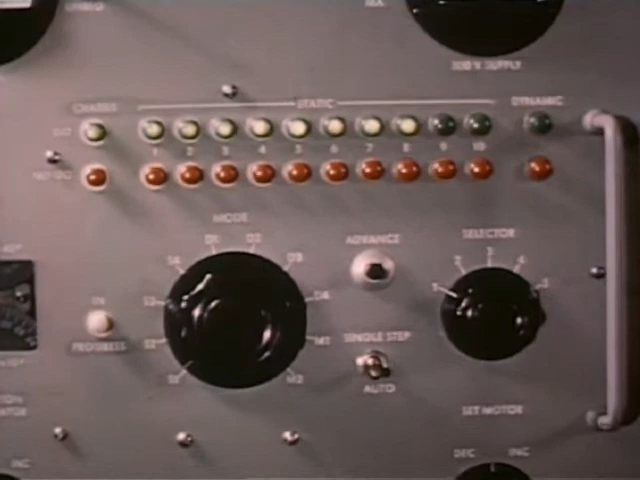 300 V SUPPLY
CHASSIS
STATIC
DYNAMIC
1 2 3 4 5 6 7 8 9 10
MODE
D1 D2
S4 D3
S3 D4
S2 M1
S1 M2
ADVANCE
SELECTOR
1 2 3 4 5
IN
PROGRESS
SINGLE STEP
AUTO
SET MOTOR
DEC INC
INC